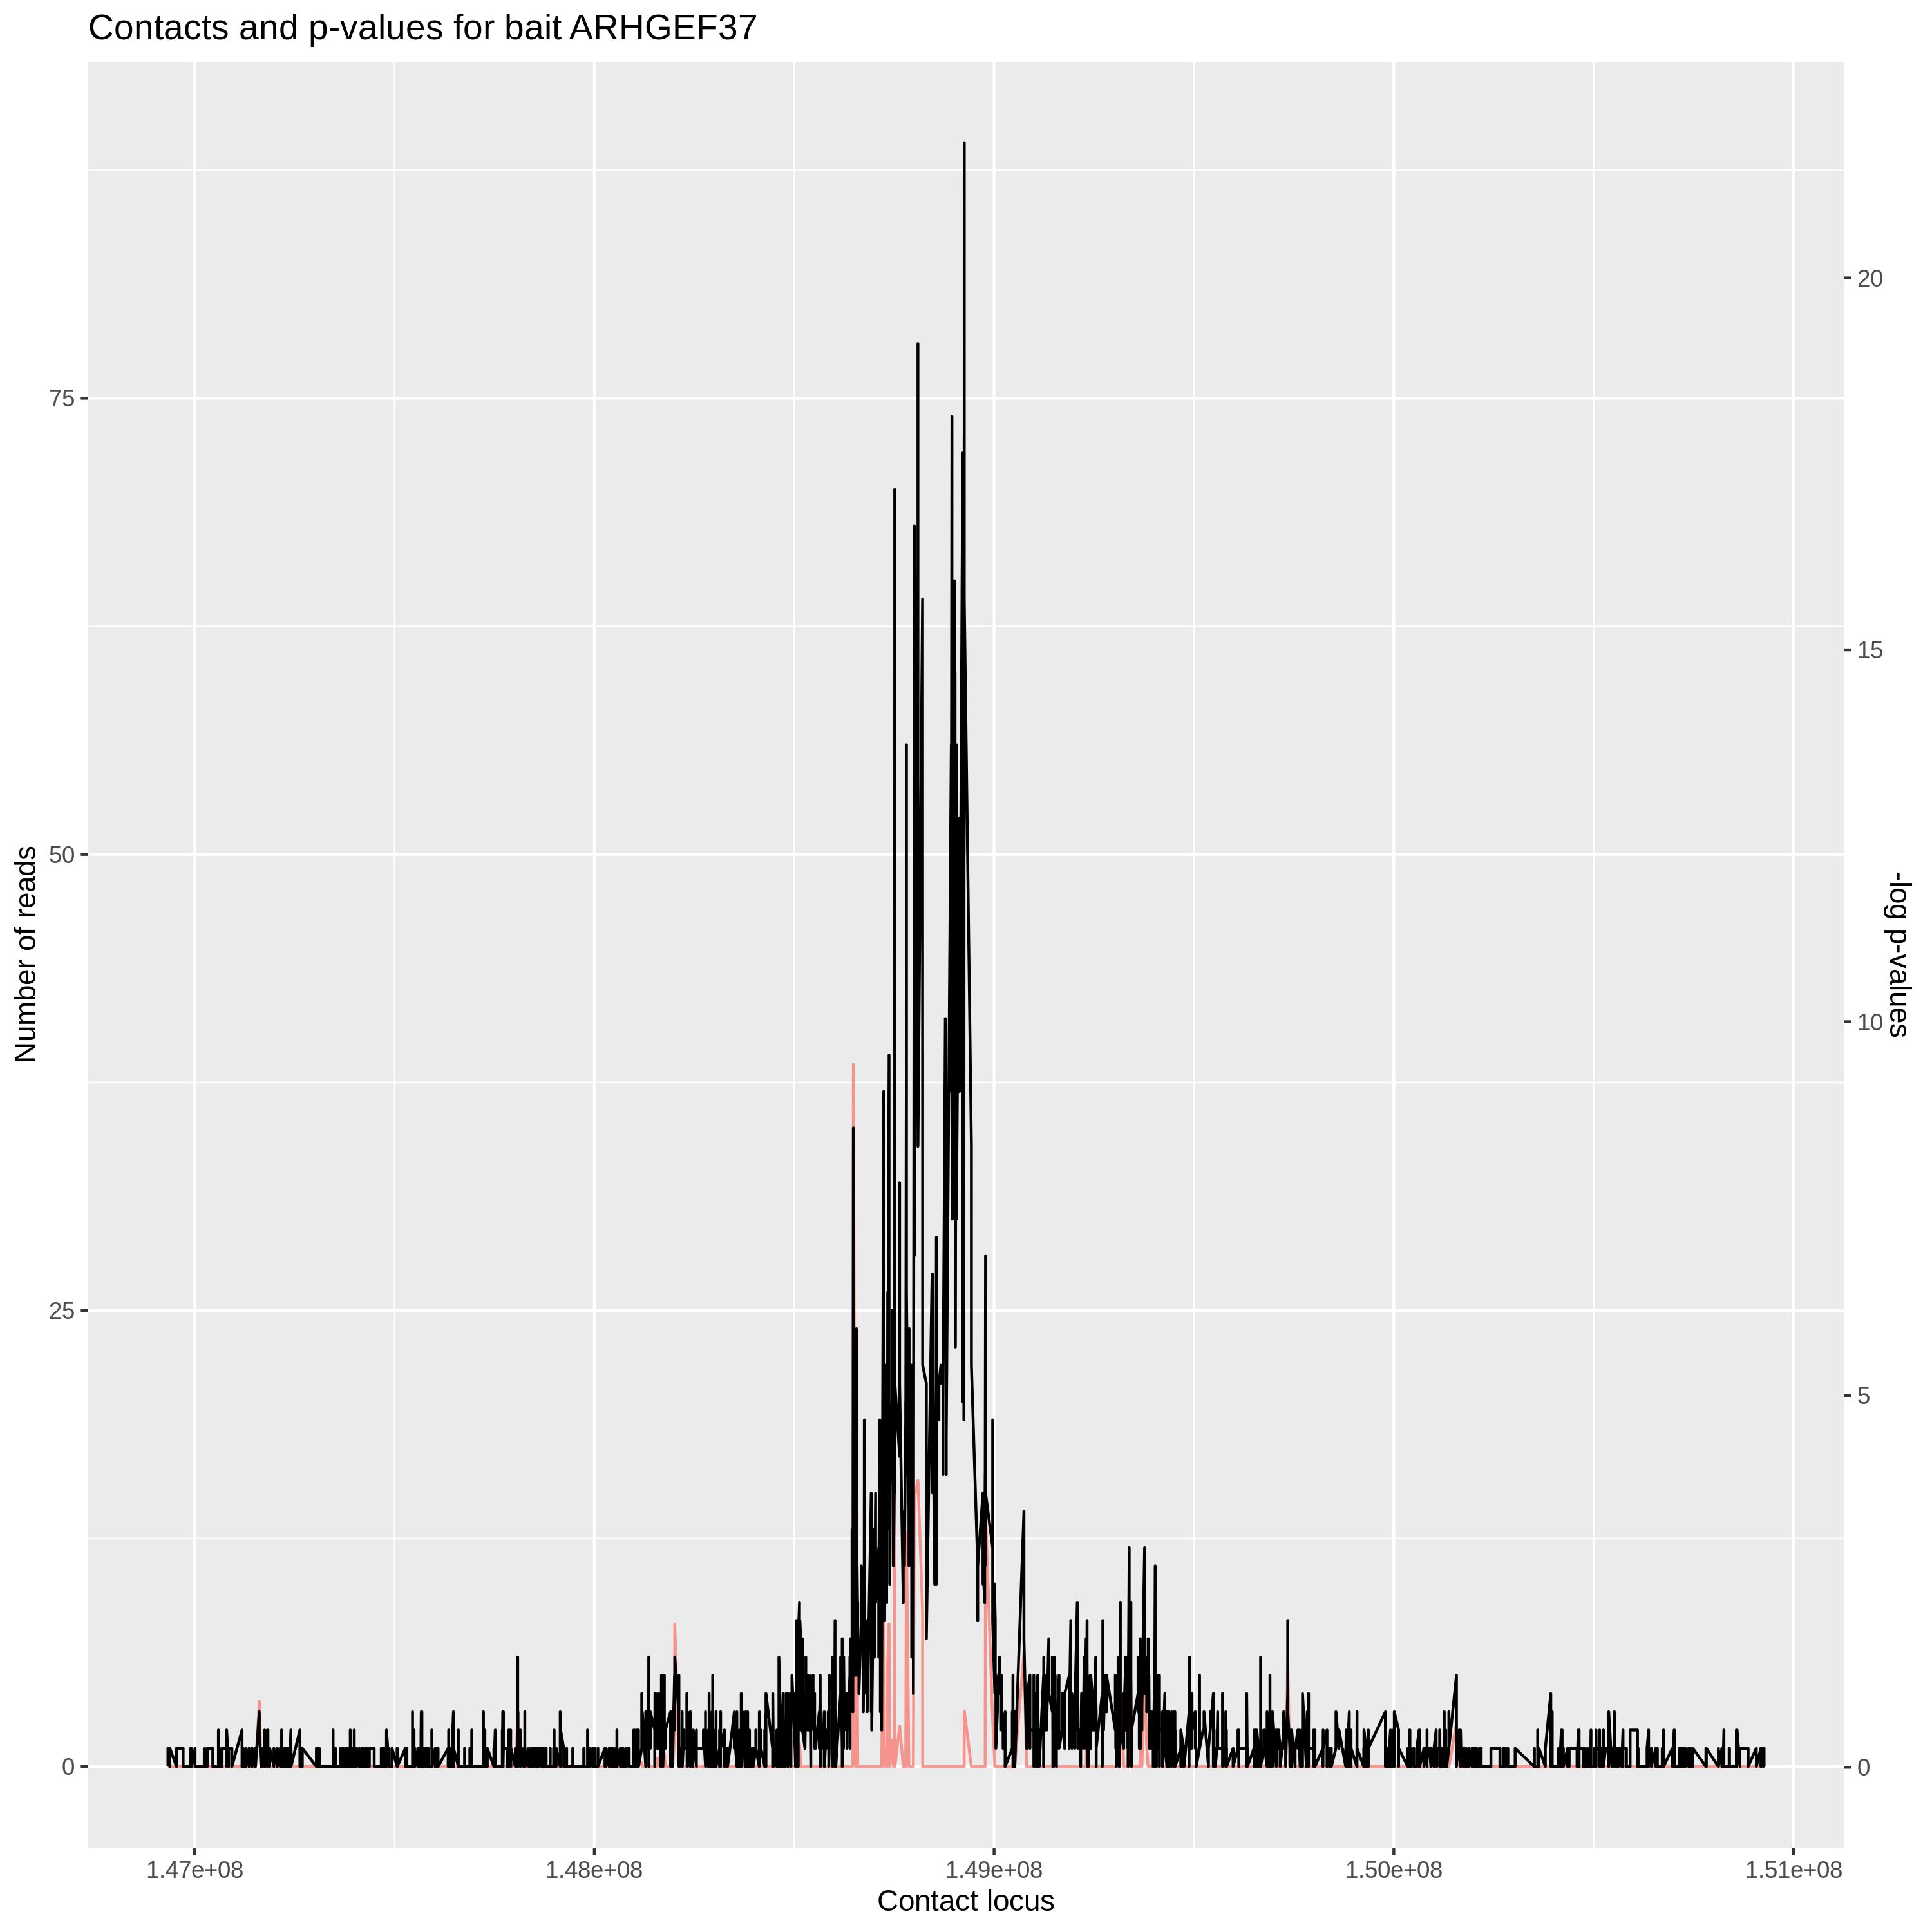 Contacts and p-values for bait ARHGEF37
Number of reads
75
50
25
0
20
15
10
5
0
-log p-values
1.47e+08
1.48e+08
1.49e+08
1.50e+08
1.51e+08
Contact locus